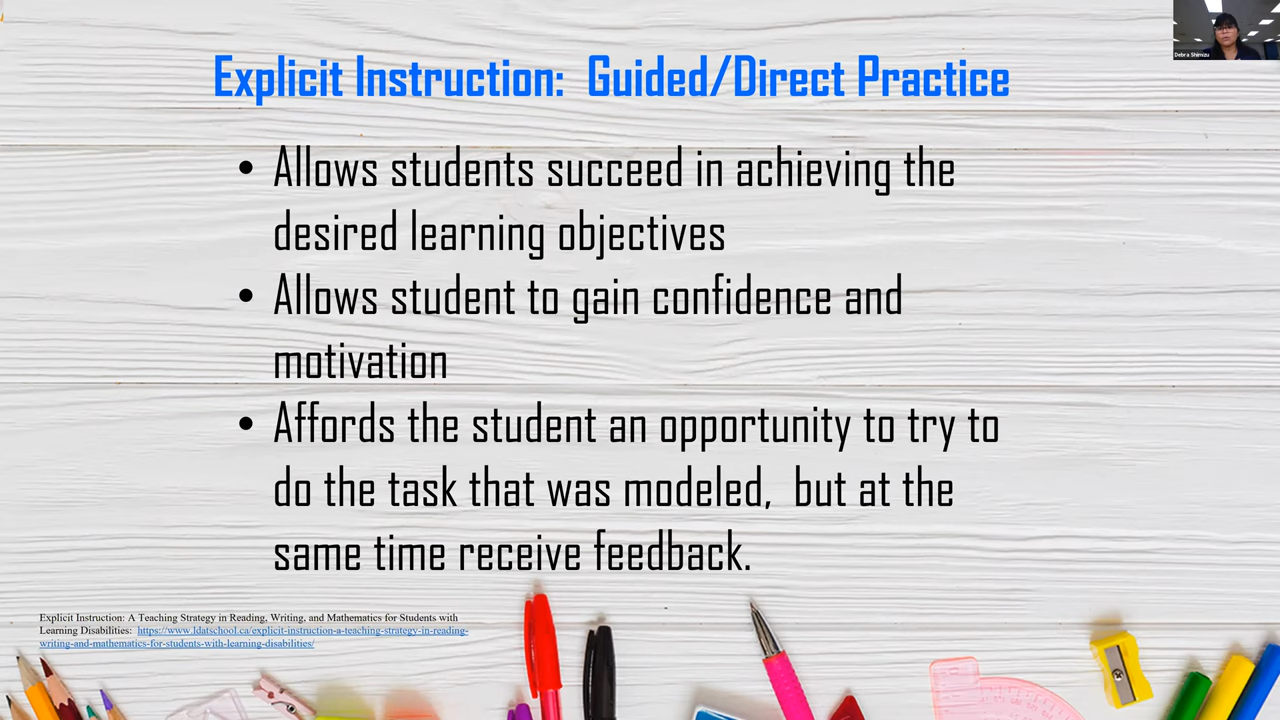 Debra Shimizu
Explicit Instruction:  Guided/Direct Practice
• Allows students succeed in achieving the
desired learning objectives
• Allows student to gain confidence and
motivation
• Affords the student an opportunity to try to
do the task that was modeled,  but at the
same time receive feedback.
Explicit Instruction: A Teaching Strategy in Reading, Writing, and Mathematics for Students with
Learning Disabilities:  https://www.ldatschool.ca/explicit-instruction-a-teaching-strategy-in-reading-
writing-and-mathematics-for-students-with-learning-disabilities/